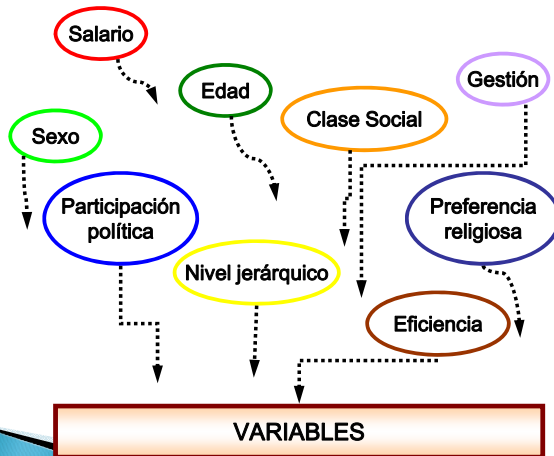 Salario
Gestión
Edad
Clase Social
Sexo
Participación
política
Preferencia
religiosa
Nivel jerárquico
Eficiencia
VARIABLES